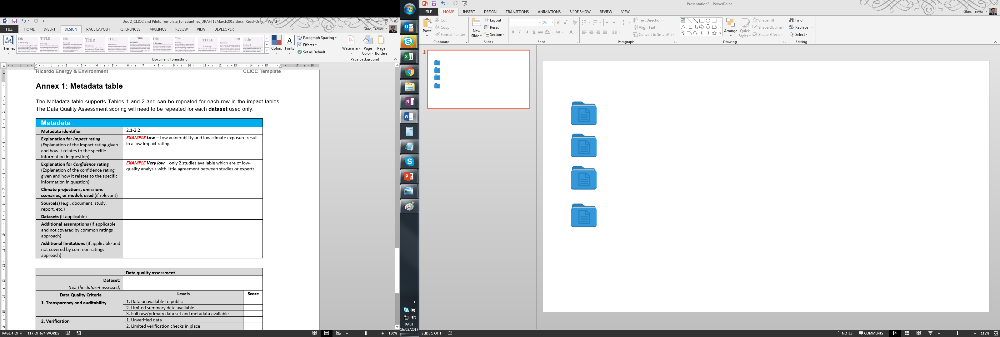 Doc 2_CLICC 2nd Pilots Template_for countries_DRAFT12March2017.docx [Read-Only] - Word
FILE HOME INSERT DESIGN PAGE LAYOUT REFERENCES MAILINGS REVIEW VIEW DEVELOPER
Glue, Trevor
Themes
Colors
Fonts
Paragraph Spacing
Effects
Set as Default
Watermark
Page Color
Page Borders
Document Formatting
Page Background
Ricardo Energy & Environment CLICC Template
Annex 1: Metadata table
The Metadata table supports Tables 1 and 2 and can be repeated for each row in the impact tables.
The Data Quality Assessment scoring will need to be repeated for each dataset used only.
Metadata
Metadata identifier
2.1-2.2
Explanation for Impact rating
(Explanation of the impact rating given
and how it relates to the specific
information in question)
EXAMPLE Low – Low vulnerability and low climate exposure result
in a low Impact rating.
Explanation for Confidence rating
(Explanation of the confidence rating
given and how it relates to the specific
information in question)
EXAMPLE Very low – only 2 studies available which are of low-
quality analysis with little agreement between studies or experts.
Climate projections, emissions
scenarios, or models used (if relevant)
Source(s) (e.g., document, study,
report, etc.)
Datasets (if applicable)
Additional assumptions (if applicable
and not covered by common ratings
approach)
Additional limitations (if applicable and
not covered by common ratings
approach)
Data quality assessment
Dataset:
(List the dataset assessed)
Data Quality Criteria Levels Score
1. Transparency and auditability
1. Data unavailable to public
2. Limited summary data available
3. Full raw/primary data set and metadata available
2. Verification
1. Unverified data
2. Limited verification checks in place
PAGE 4 OF 4 117 OF 674 WORDS
130%
09:01
16/03/2017
Presentation3 - PowerPoint
FILE HOME INSERT DESIGN TRANSITIONS ANIMATIONS SLIDE SHOW REVIEW VIEW
Glue, Trevor
Paste
Cut
Copy
Format Painter
New Slide
Layout
Reset
Section
24+
Text Direction
Align Text
Convert to SmartArt
Arrange
Quick Styles
Shape Fill
Shape Outline
Shape Effects
Find
Replace
Select
Clipboard Slides Font Paragraph Drawing Editing
1
SLIDE 1 OF 1
NOTES COMMENTS
112%